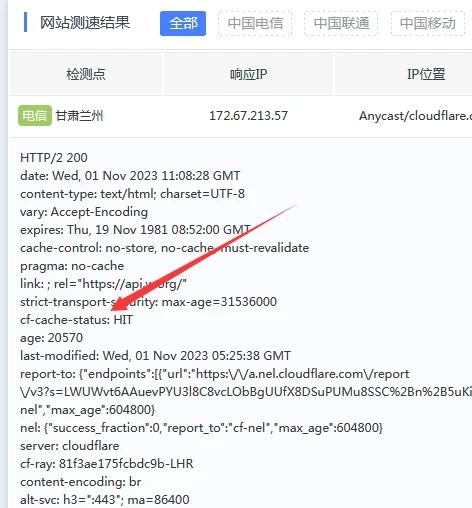 网站测速结果 全部 中国电信 中国联通 中国移动
检测点 响应IP IP位置
电信 甘肃兰州 172.67.213.57 Anycast/cloudflare.c
HTTP/2 200
date: Wed, 01 Nov 2023 11:08:28 GMT
content-type: text/html; charset=UTF-8
vary: Accept-Encoding
expires: Thu, 19 Nov 1981 08:52:00 GMT
cache-control: no-store, no-cache, must-revalidate
pragma: no-cache
link: ; rel="https://api.w.org/"
strict-transport-security: max-age=31536000
cf-cache-status: HIT
age: 20570
last-modified: Wed, 01 Nov 2023 05:25:38 GMT
report-to: {"endpoints":[{"url":"https:\/\/a.nel.cloudflare.com\/report
\/v3?s=LWUWvt6AAuevPYU3l8C8vcLObBgUUfX8DSuPUMu8SSC%2Bn%2B5uKi
nel","max_age":604800}
nel: {"success_fraction":0,"report_to":"cf-nel","max_age":604800}
server: cloudflare
cf-ray: 81f3ae175fcbdc9b-LHR
content-encoding: br
alt-svc: h3=":443"; ma=86400